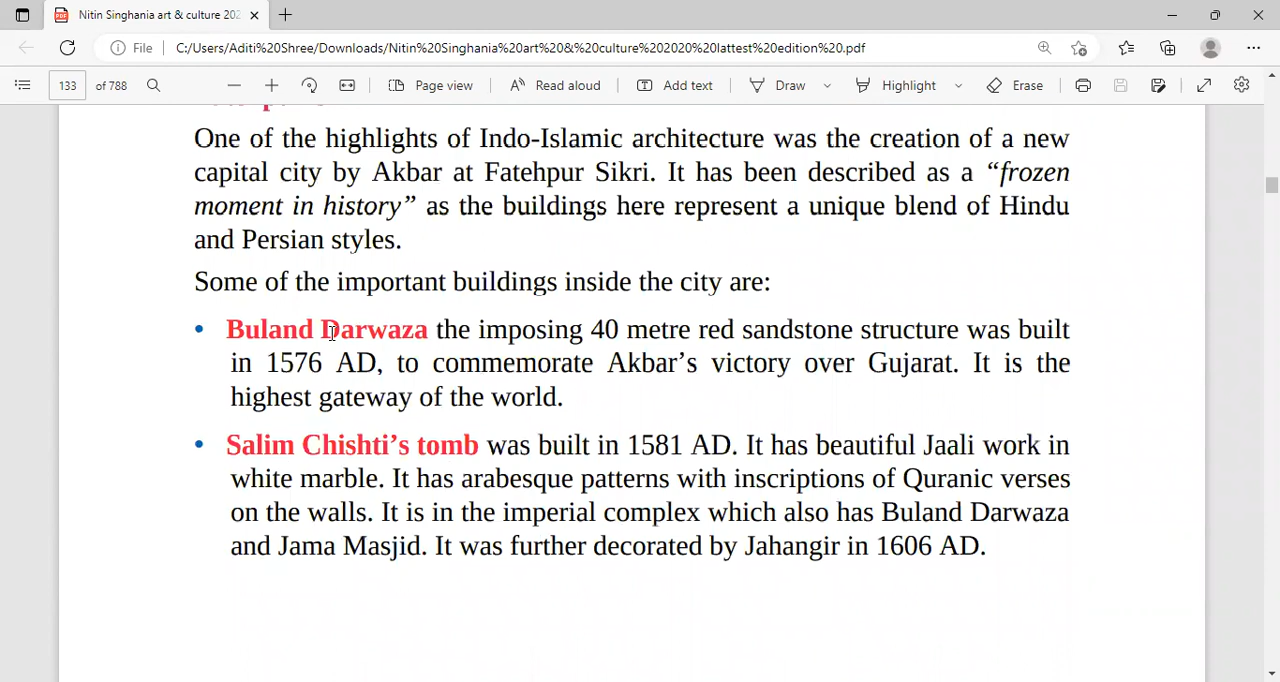 Nitin Singhania art & culture 202
File
C:/Users/Aditi%20Shree/Downloads/Nitin%20Singhania%20art%20&%20culture%202020%20lattest%20edition%20.pdf
133 of 788
Page view
Read aloud
Add text
Draw
Highlight
Erase
One of the highlights of Indo-Islamic architecture was the creation of a new
capital city by Akbar at Fatehpur Sikri. It has been described as a “frozen
moment in history” as the buildings here represent a unique blend of Hindu
and Persian styles.
Some of the important buildings inside the city are:
• Buland Darwaza the imposing 40 metre red sandstone structure was built
in 1576 AD, to commemorate Akbar’s victory over Gujarat. It is the
highest gateway of the world.
• Salim Chishti’s tomb was built in 1581 AD. It has beautiful Jaali work in
white marble. It has arabesque patterns with inscriptions of Quranic verses
on the walls. It is in the imperial complex which also has Buland Darwaza
and Jama Masjid. It was further decorated by Jahangir in 1606 AD.